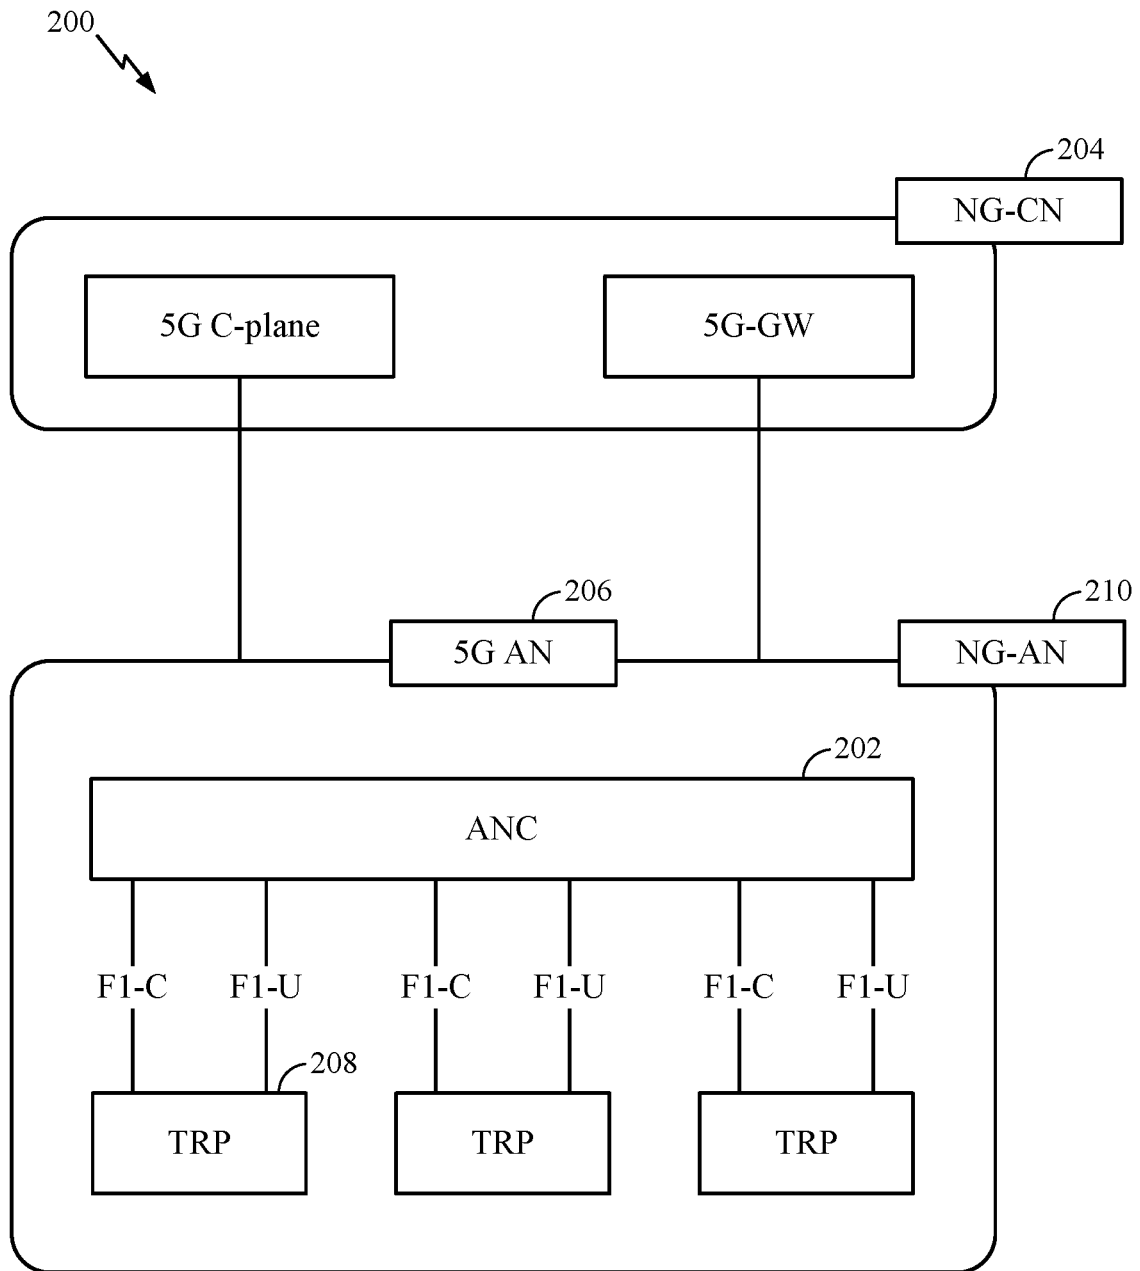 200
204
NG-CN
5G C-plane
5G-GW
206
210
5G AN
NG-AN
202
ANC
F1-C
F1-U
F1-C
F1-U
F1-C
F1-U
208
TRP
TRP
TRP